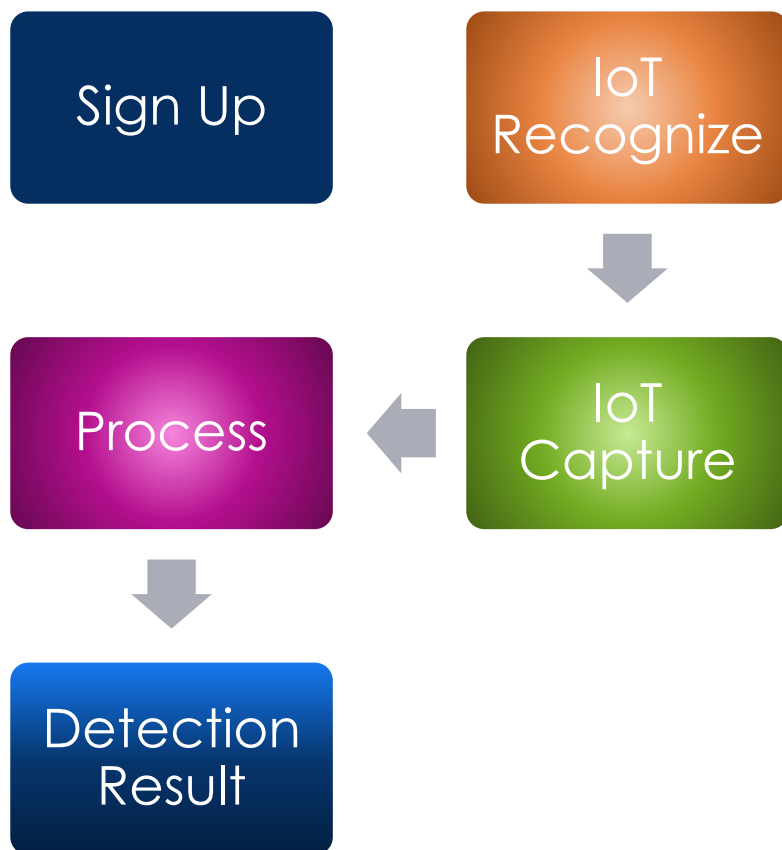 Sign Up
IoT
Recognize
IoT
Capture
Process
Detection
Result